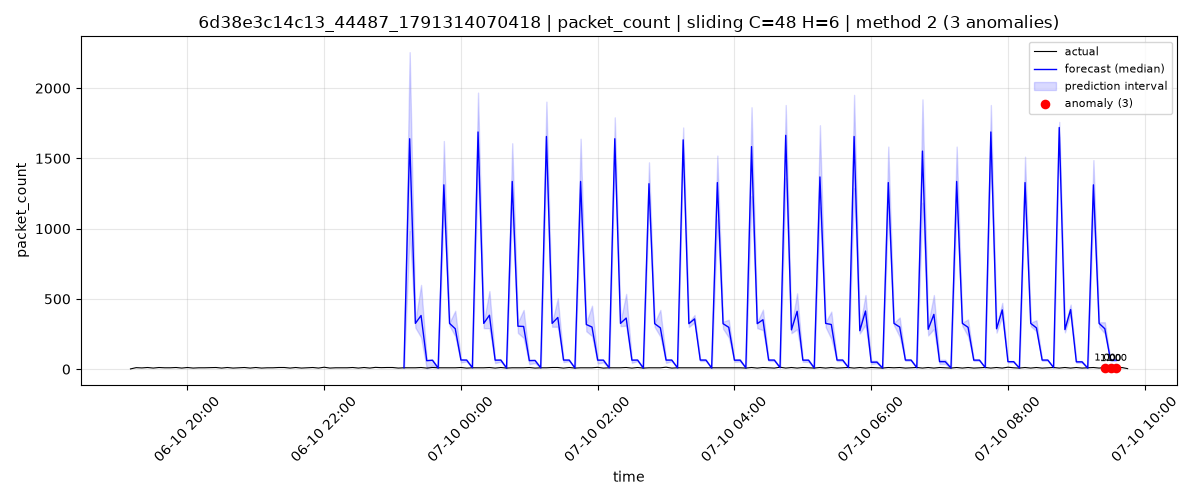 6d38e3c14c13_44487_1791314070418 | packet_count | sliding C=48 H=6 | method 2 (3 anomalies)
actual
forecast (median)
prediction interval
anomaly (3)
packet_count
2000
1500
1000
500
0
06-10 20:00
06-10 22:00
07-10 00:00
07-10 02:00
07-10 04:00
07-10 06:00
07-10 08:00
07-10 10:00
time